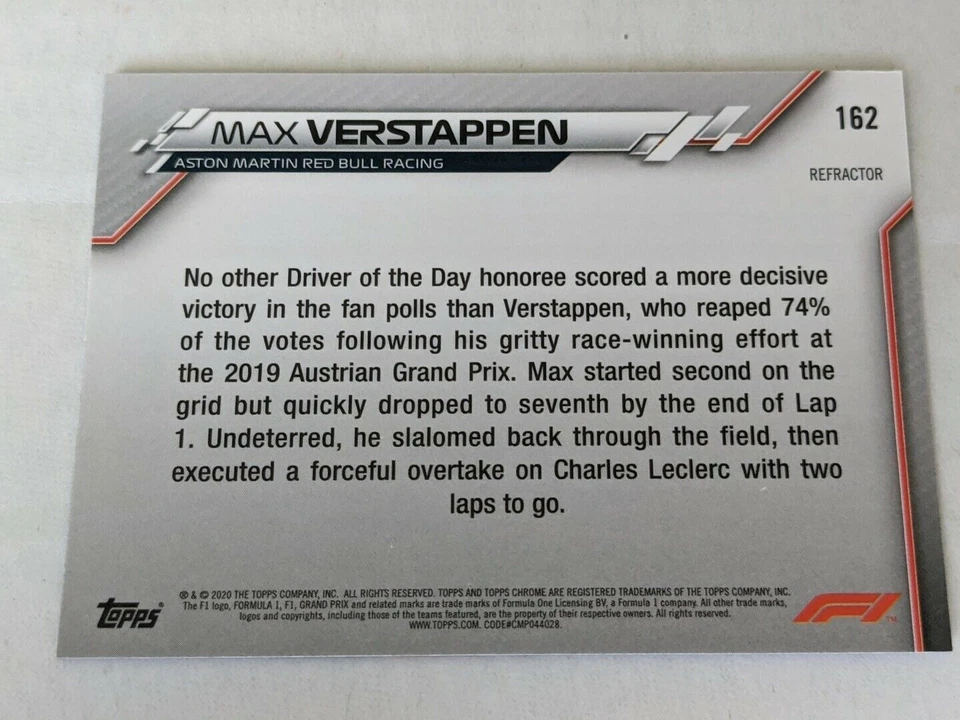 MAX VERSTAPPEN
162
ASTON MARTIN RED BULL RACING
REFRACTOR
No other Driver of the Day honoree scored a more decisive
victory in the fan polls than Verstappen, who reaped 74%
of the votes following his gritty race-winning effort at
the 2019 Austrian Grand Prix. Max started second on the
grid but quickly dropped to seventh by the end of Lap
1. Undeterred, he slalomed back through the field, then
executed a forceful overtake on Charles Leclerc with two
laps to go.
® & © 2020 THE TOPPS COMPANY, INC. ALL RIGHTS RESERVED. TOPPS AND TOPPS CHROME ARE REGISTERED TRADEMARKS OF THE TOPPS COMPANY, INC.
The F1 logo, FORMULA 1, F1, GRAND PRIX and related marks are trade marks of Formula One Licensing BV, a Formula 1 company. All other trade marks,
logos and copyrights, including those of the teams featured, are the property of their respective owners. All rights reserved.
WWW.TOPPS.COM. CODE#CMP044028.
topps
F1 TM